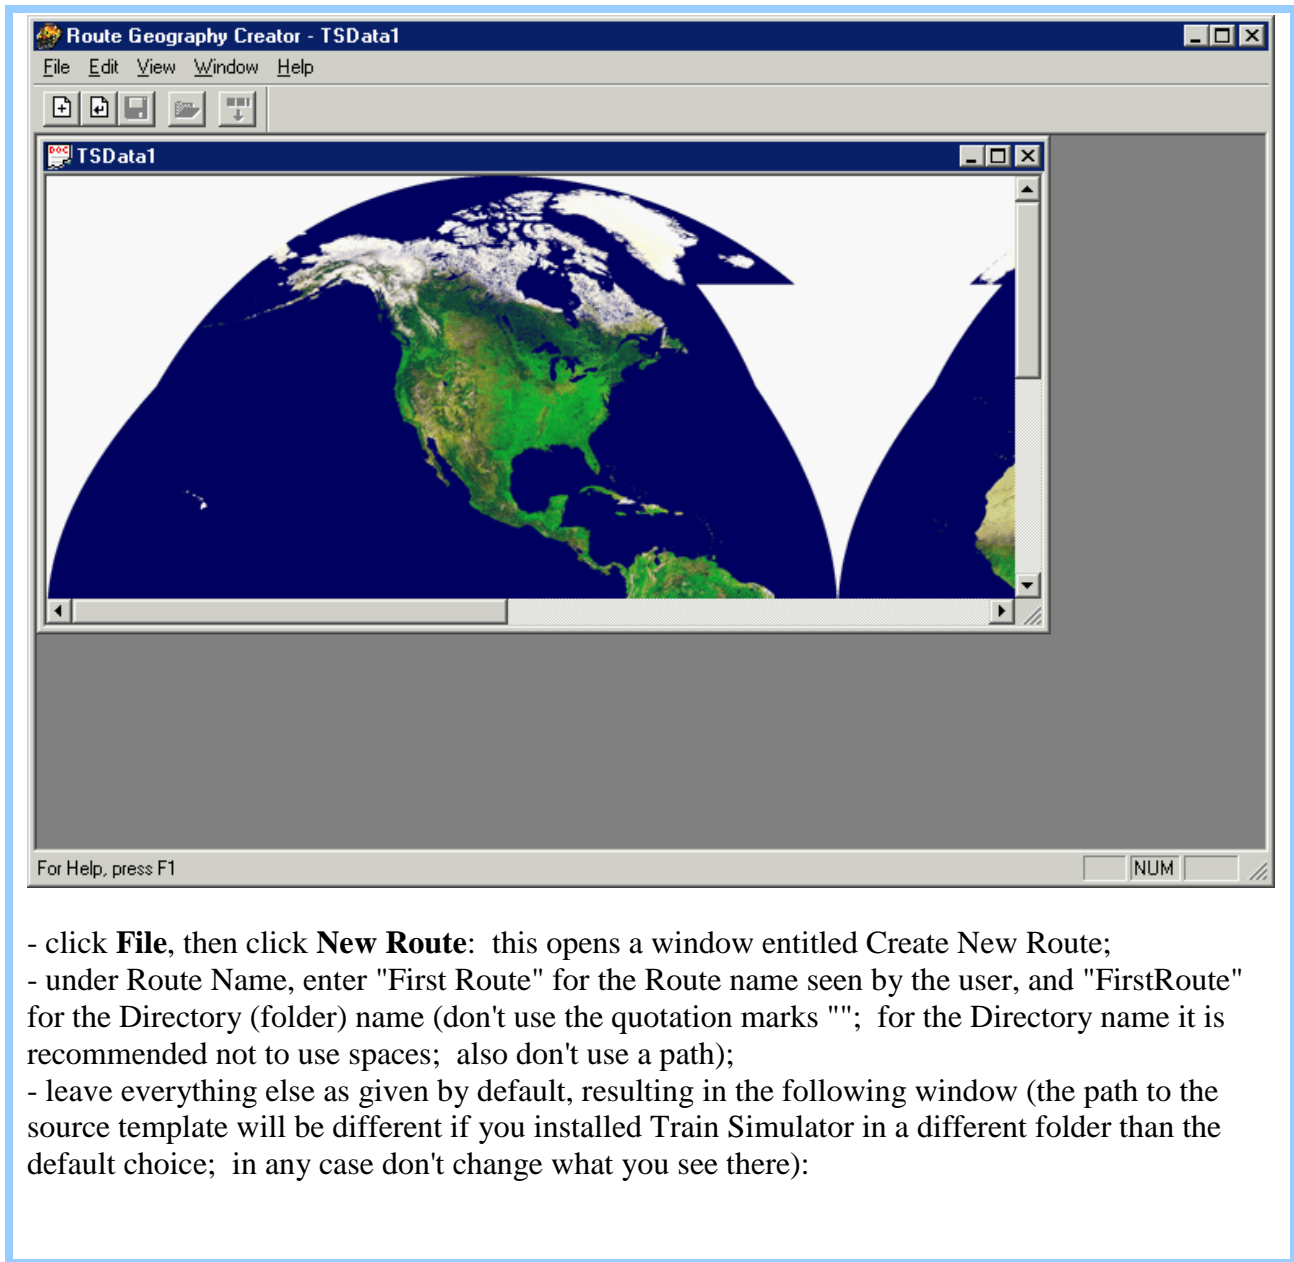 Route Geography Creator - TSData1
File Edit View Window Help
DOC TSData1
For Help, press F1
NUM
- click File, then click New Route: this opens a window entitled Create New Route;
- under Route Name, enter "First Route" for the Route name seen by the user, and "FirstRoute"
for the Directory (folder) name (don't use the quotation marks ""; for the Directory name it is
recommended not to use spaces; also don't use a path);
- leave everything else as given by default, resulting in the following window (the path to the
source template will be different if you installed Train Simulator in a different folder than the
default choice; in any case don't change what you see there):